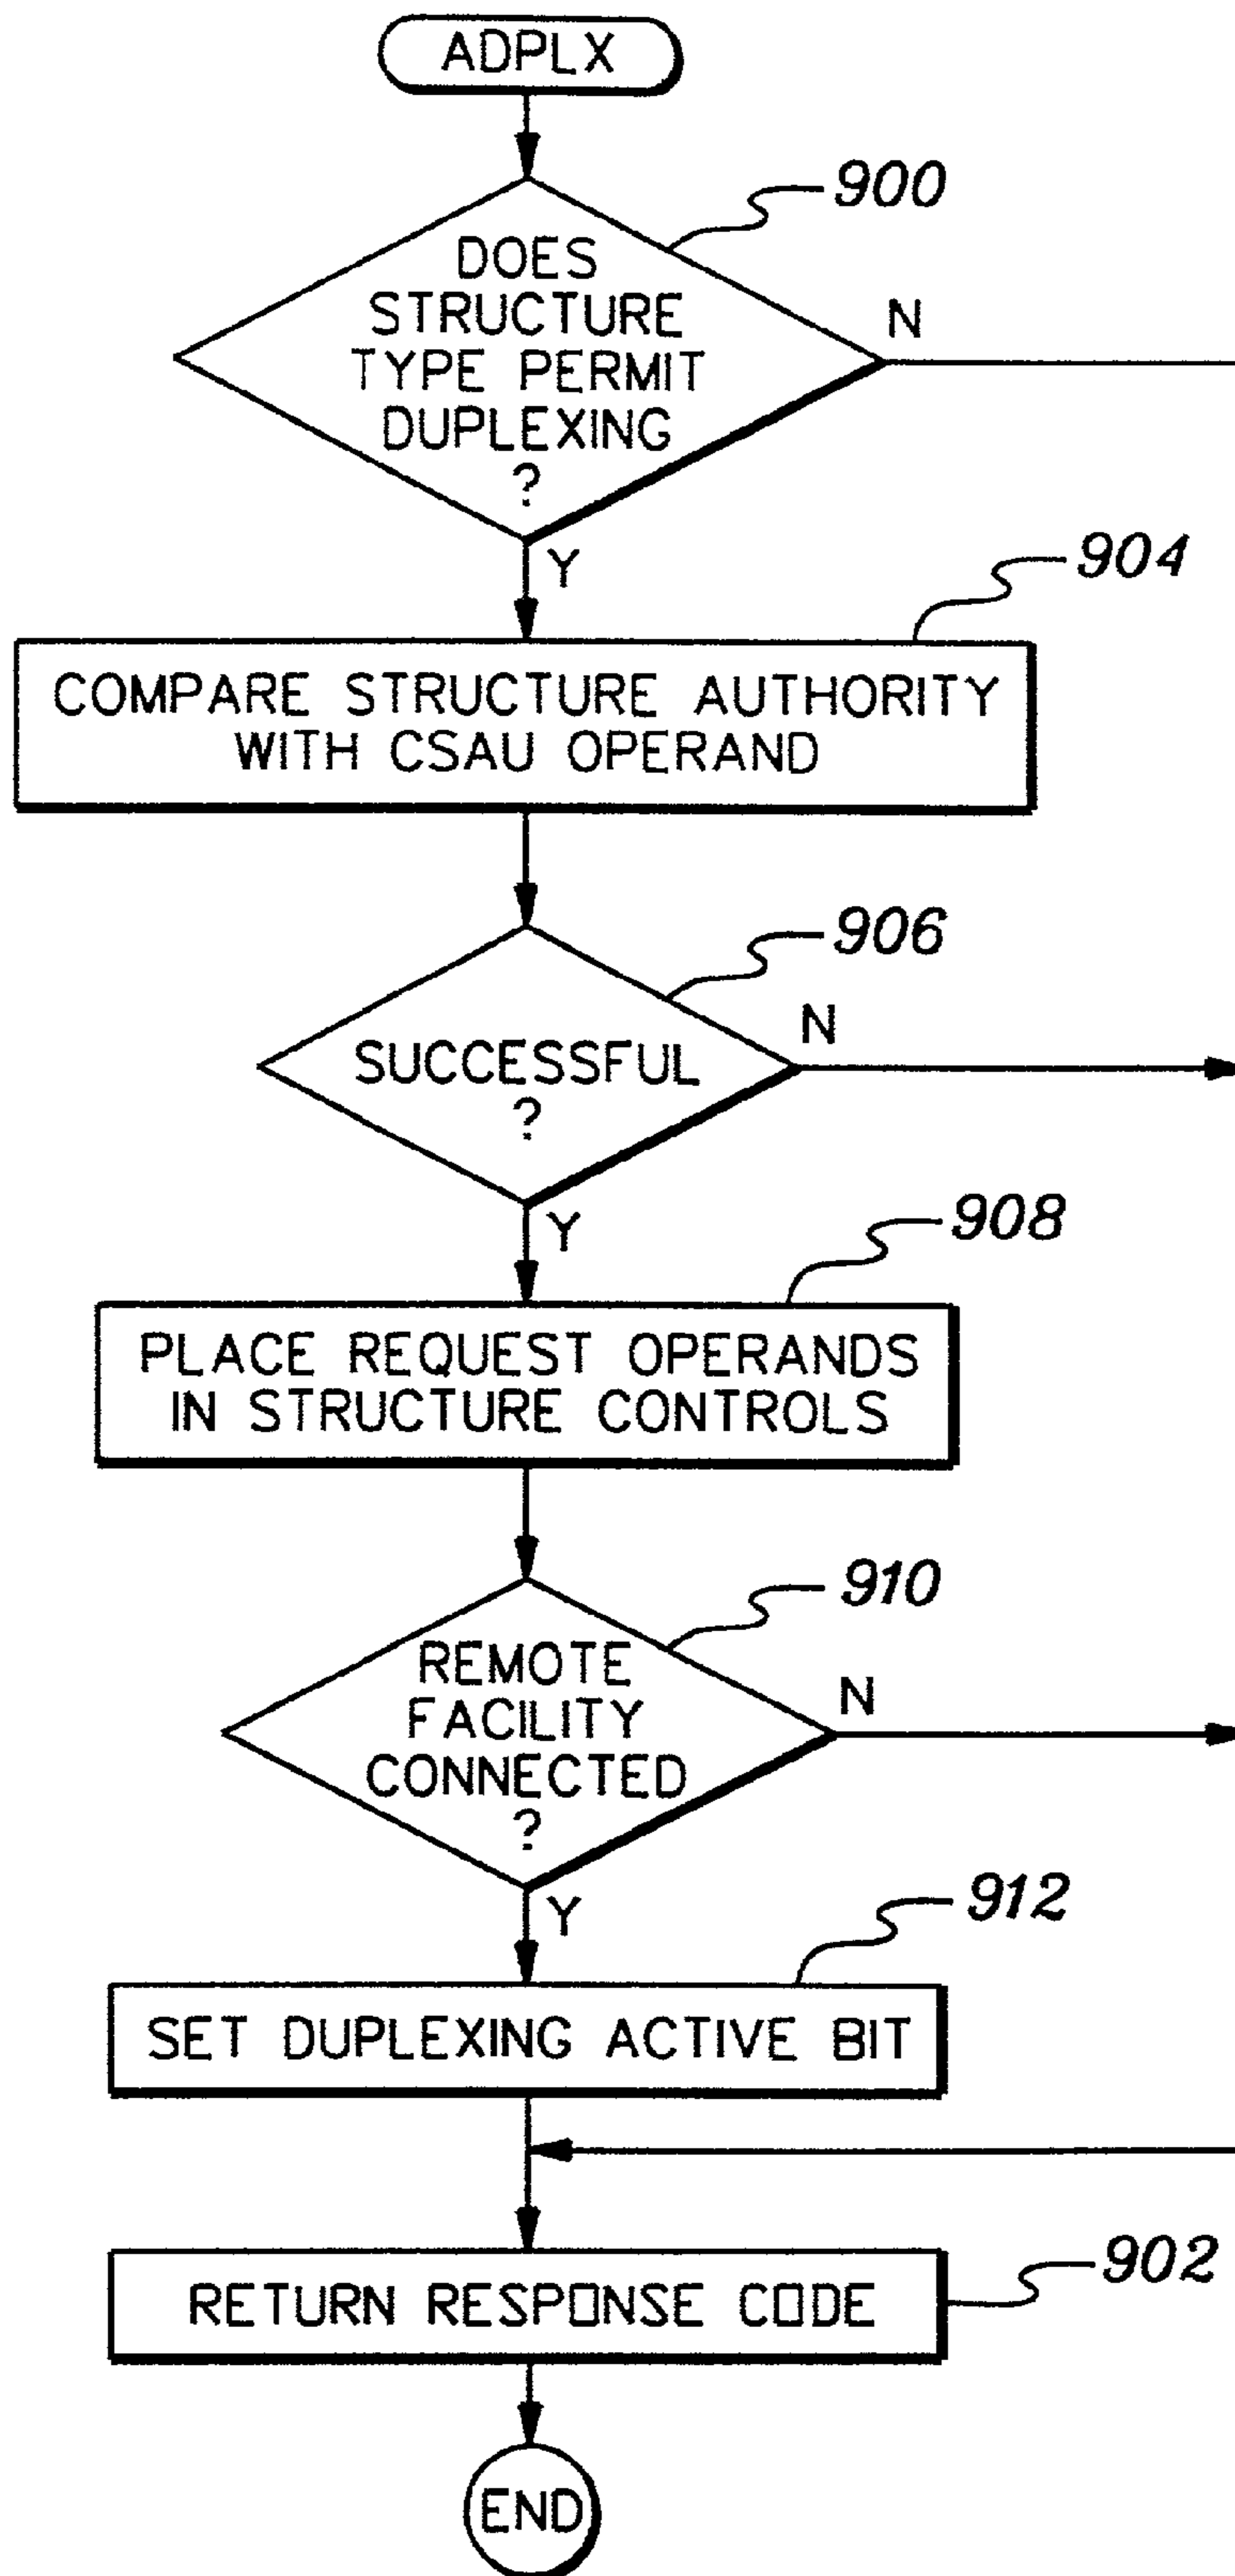 ADPLX
900
DOES
STRUCTURE
TYPE PERMIT
DUPLEXING
?
N
Y
904
COMPARE STRUCTURE AUTHORITY
WITH CSAU OPERAND
906
SUCCESSFUL
?
N
Y
908
PLACE REQUEST OPERANDS
IN STRUCTURE CONTROLS
910
REMOTE
FACILITY
CONNECTED
?
N
Y
912
SET DUPLEXING ACTIVE BIT
902
RETURN RESPONSE CODE
END